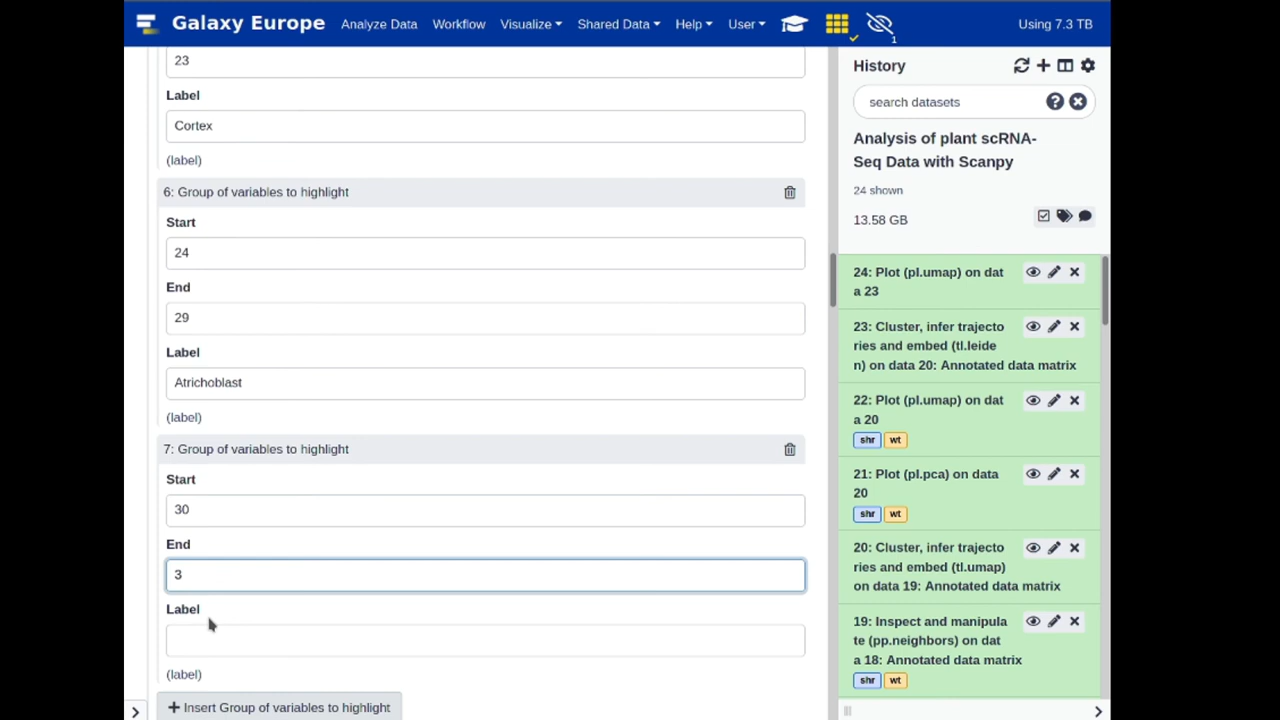 Galaxy Europe Analyze Data Workflow Visualize Shared Data Help User 1 Using 7.3 TB
23
Label
Cortex
(label)
6: Group of variables to highlight
Start
24
End
29
Label
Atrichoblast
(label)
7: Group of variables to highlight
Start
30
End
3
Label
(label)
Insert Group of variables to highlight
History
search datasets
Analysis of plant scRNA-
Seq Data with Scanpy
24 shown
13.58 GB
24: Plot (pl.umap) on dat
a 23
23: Cluster, infer trajecto
ries and embed (tl.leide
n) on data 20: Annotated data matrix
22: Plot (pl.umap) on dat
a 20
shr wt
21: Plot (pl.pca) on data
20
shr wt
20: Cluster, infer trajecto
ries and embed (tl.umap)
on data 19: Annotated data matrix
19: Inspect and manipula
te (pp.neighbors) on dat
a 18: Annotated data matrix
shr wt